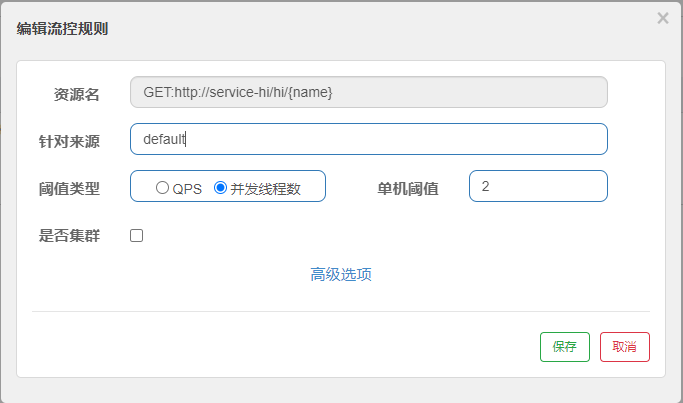 编辑流控规则 ×
资源名 GET:http://service-hi/hi/{name}
针对来源 default
阈值类型 QPS 并发线程数 单机阈值 2
是否集群
高级选项
保存 取消